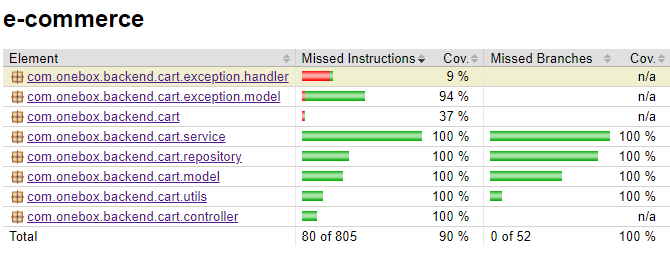 e-commerce
Element Missed Instructions Cov. Missed Branches Cov.
com.onebox.backend.cart.exception.handler 9 % n/a
com.onebox.backend.cart.exception.model 94 % n/a
com.onebox.backend.cart 37 % n/a
com.onebox.backend.cart.service 100 % 100 %
com.onebox.backend.cart.repository 100 % 100 %
com.onebox.backend.cart.model 100 % 100 %
com.onebox.backend.cart.utils 100 % 100 %
com.onebox.backend.cart.controller 100 % n/a
Total 80 of 805 90 % 0 of 52 100 %